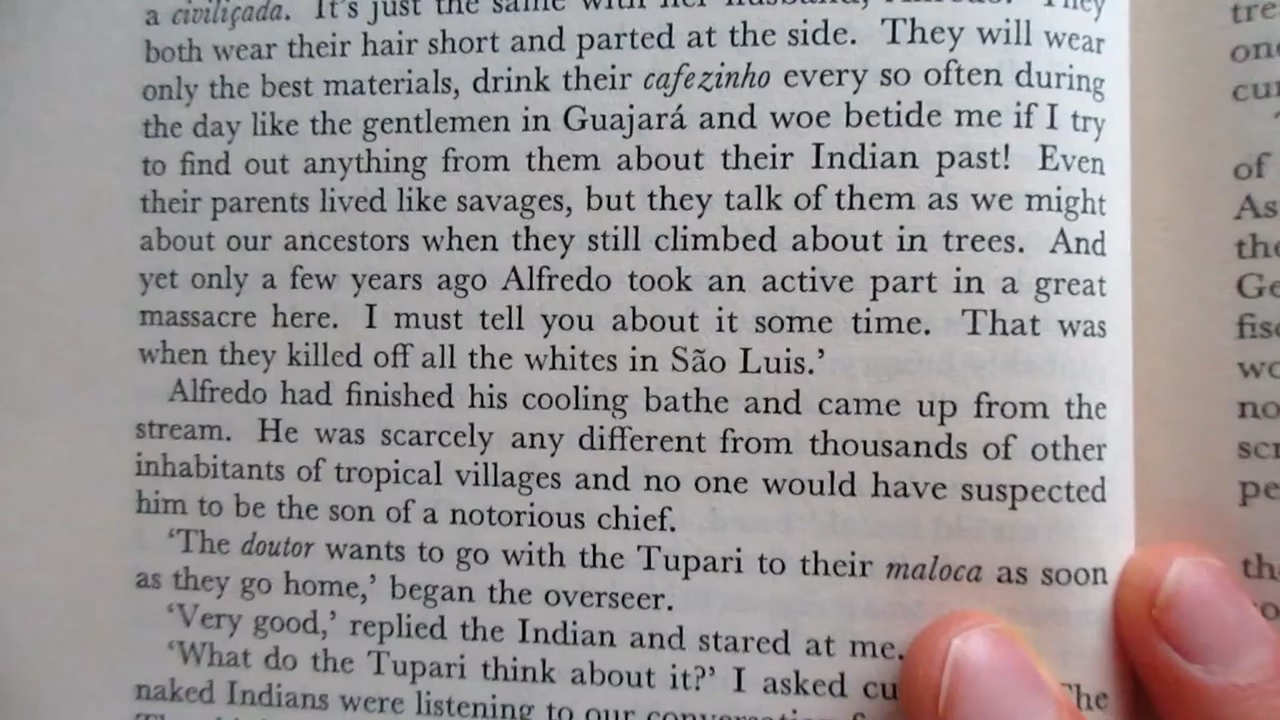 a civiliçada. It's just the same with her husband, Alfredo. They
both wear their hair short and parted at the side. They will wear
only the best materials, drink their cafezinho every so often during
the day like the gentlemen in Guajará and woe betide me if I try
to find out anything from them about their Indian past! Even
their parents lived like savages, but they talk of them as we might
about our ancestors when they still climbed about in trees. And
yet only a few years ago Alfredo took an active part in a great
massacre here. I must tell you about it some time. That was
when they killed off all the whites in São Luis.'
Alfredo had finished his cooling bathe and came up from the
stream. He was scarcely any different from thousands of other
inhabitants of tropical villages and no one would have suspected
him to be the son of a notorious chief.
'The doutor wants to go with the Tupari to their maloca as soon
as they go home,' began the overseer.
'Very good,' replied the Indian and stared at me.
'What do the Tupari think about it?' I asked
naked Indians were listening to our conversation
of
As